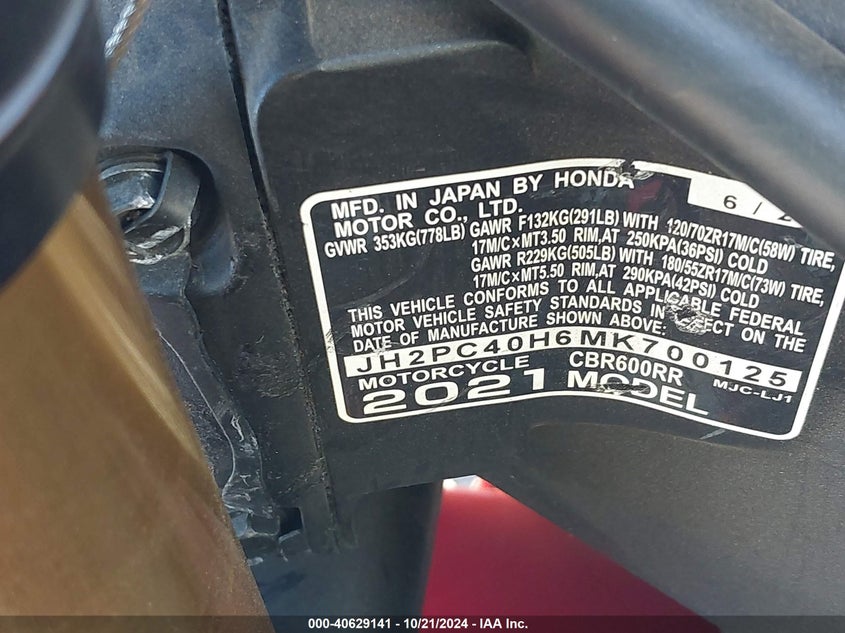 MFD. IN JAPAN BY HONDA
MOTOR CO., LTD.
6 /
GVWR 353KG(778LB) GAWR F132KG(291LB) WITH 120/70ZR17M/C(58W) TIRE,
17M/C×MT3.50 RIM,AT 250KPA(36PSI) COLD
GAWR R229KG(505LB) WITH 180/55ZR17M/C(73W) TIRE,
17M/C×MT5.50 RIM,AT 290KPA(42PSI) COLD
THIS VEHICLE CONFORMS TO ALL APPLICABLE FEDERAL
MOTOR VEHICLE SAFETY STANDARDS IN EFFECT ON THE
DATE OF MANUFACTURE SHOWN ABOVE:
JH2PC40H6MK700125
MOTORCYCLE CBR600RR MJC-LJ1
2021 MODEL
000-40629141 - 10/21/2024 - IAA Inc.